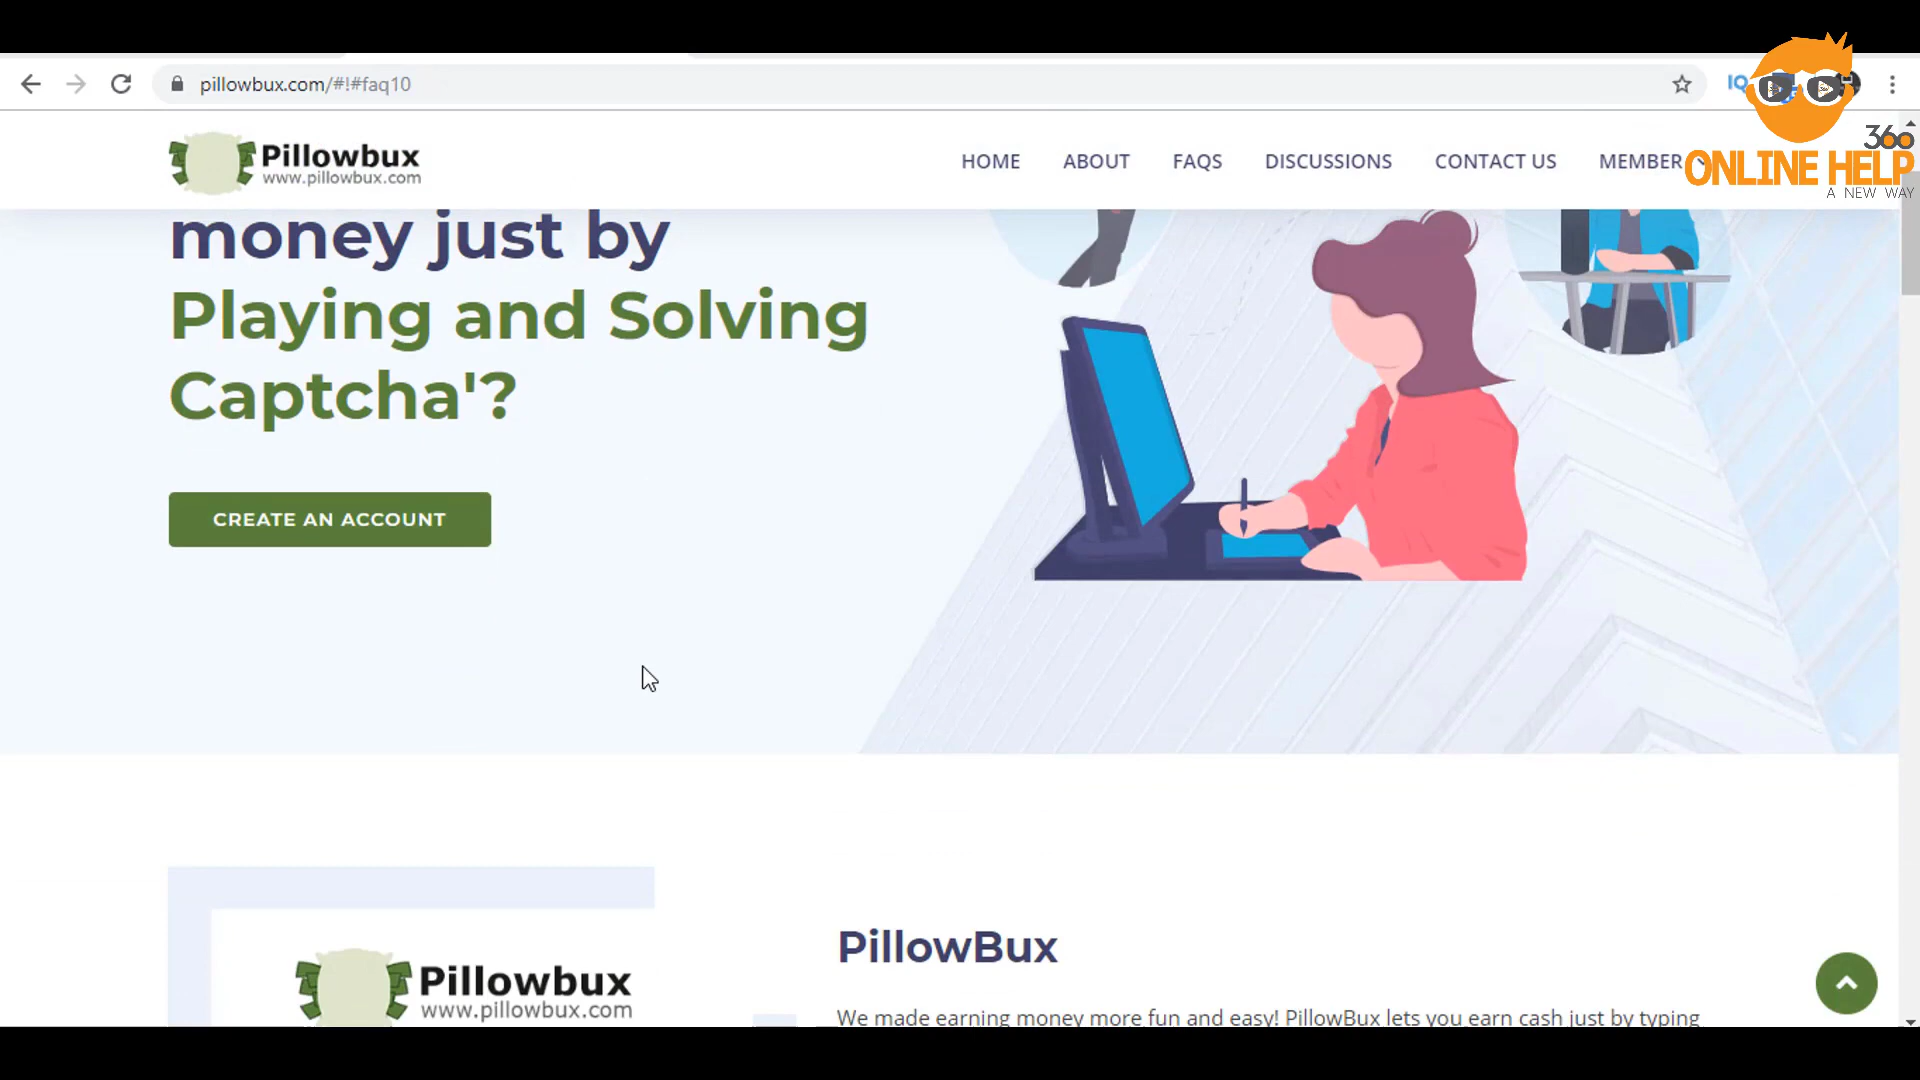 pillowbux.com/#!#faq10
Pillowbux
www.pillowbux.com
HOME
ABOUT
FAQS
DISCUSSIONS
CONTACT US
MEMBER
360
ONLINE HELP
A NEW WAY
money just by
Playing and Solving
Captcha'?
CREATE AN ACCOUNT
Pillowbux
www.pillowbux.com
PillowBux
We made earning money more fun and easy! PillowBux lets you earn cash just by typing